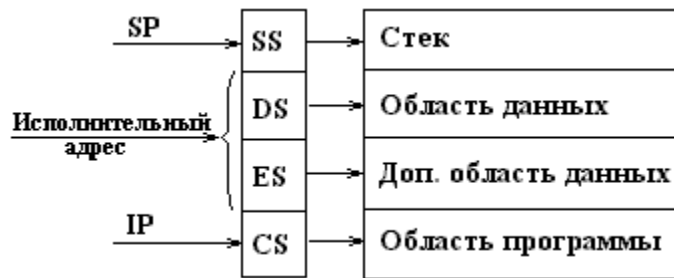 SP SS Стек
DS Область данных
Исполнительный
адрес
ES Доп. область данных
IP CS Область программы